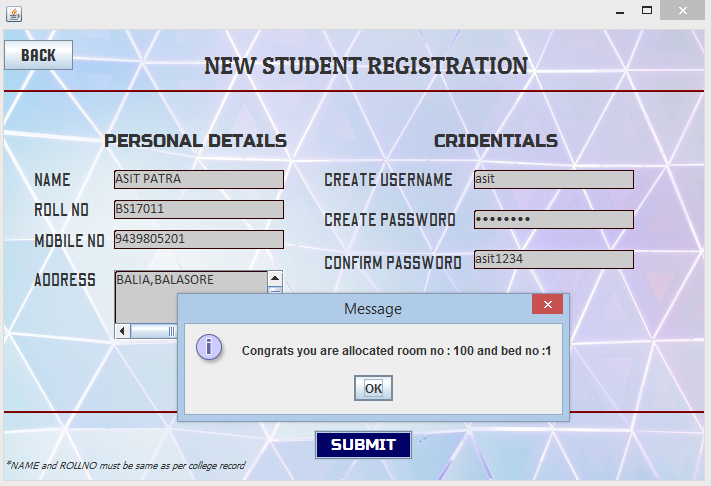 BACK
NEW STUDENT REGISTRATION
PERSONAL DETAILS
NAME ASIT PATRA
ROLL NO BS17011
MOBILE NO 9439805201
ADDRESS BALIA,BALASORE
CRIDENTIALS
CREATE USERNAME asit
CREATE PASSWORD ••••••••
CONFIRM PASSWORD asit1234
Message
Congrats you are allocated room no : 100 and bed no :1
OK
SUBMIT
*NAME and ROLLNO must be same as per college record